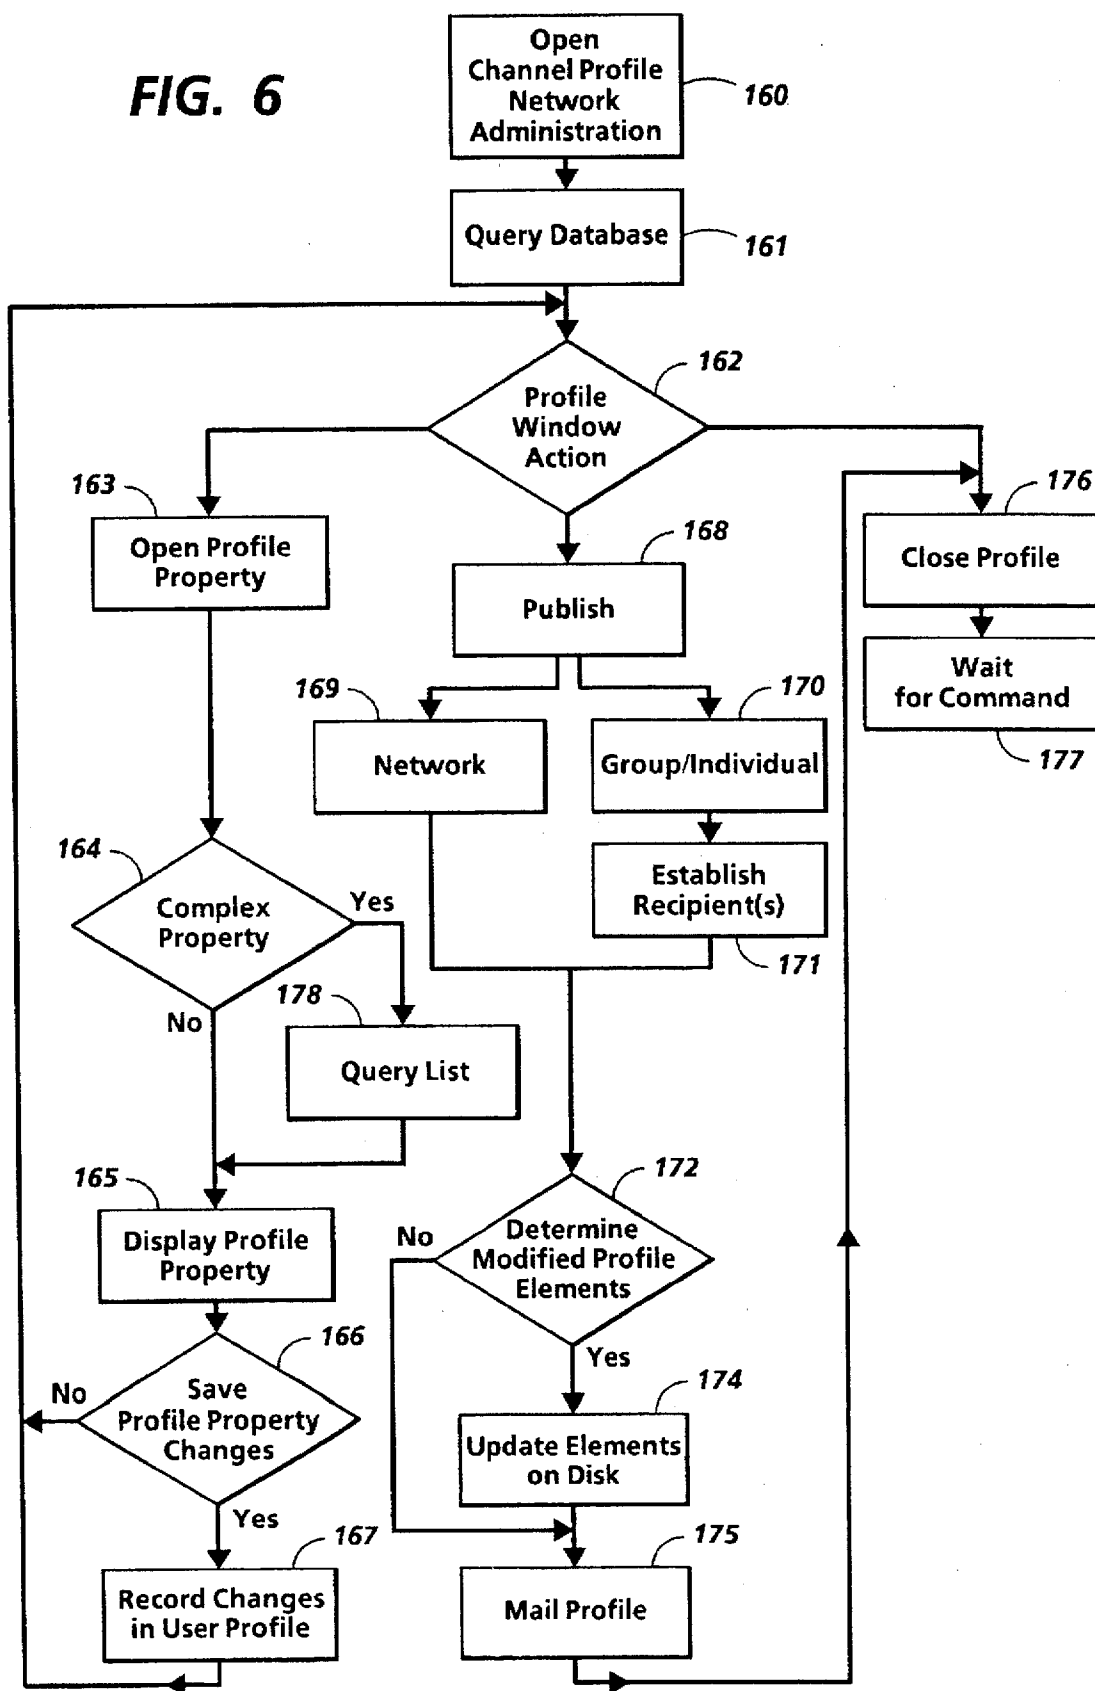 FIG. 6
Open
Channel Profile
Network
Administration
160
Query Database
161
162
Profile
Window
Action
163
Open Profile
Property
168
Publish
176
Close Profile
Wait
for Command
177
169
Network
170
Group/Individual
Establish
Recipient(s)
171
164
Complex
Property
Yes
No
178
Query List
165
Display Profile
Property
172
Determine
Modified Profile
Elements
No
Yes
166
Save
Profile Property
Changes
No
Yes
174
Update Elements
on Disk
167
Record Changes
in User Profile
175
Mail Profile